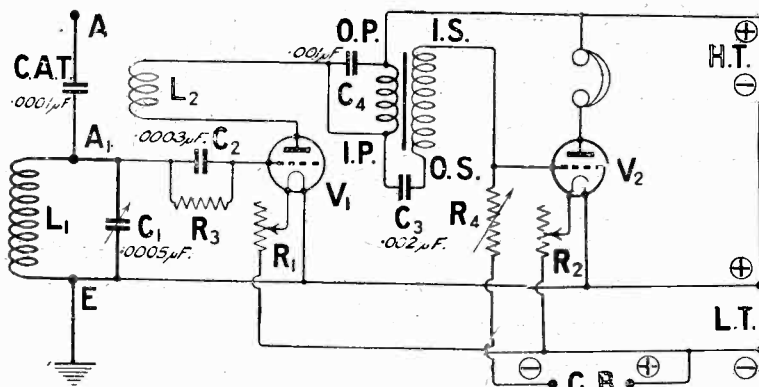 A
C.A.T.
.0001μF.
A1
L1
C1
.0005μF.
E
L2
.0003μF.
C2
R3
V1
R1
O.P.
.001μF.
C4
I.P.
I.S.
O.S.
C3
.002μF.
R4
R2
V2
+
H.T.
−
+
L.T.
−
− G.B. +